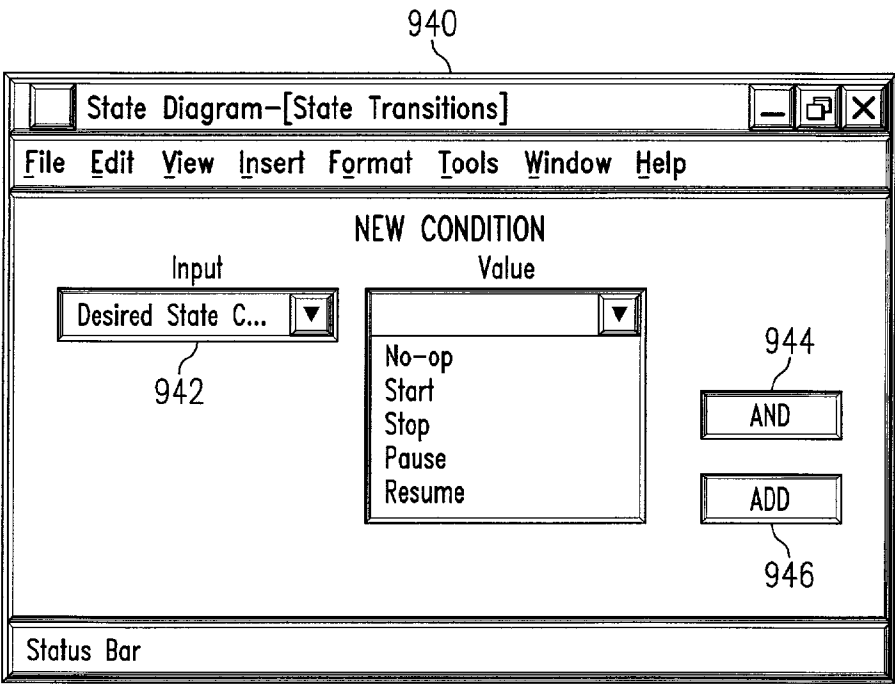 940
State Diagram-[State Transitions]
File Edit View Insert Format Tools Window Help
NEW CONDITION
Input Value
Desired State C...
942
No-op
Start
Stop
Pause
Resume
944
AND
ADD
946
Status Bar